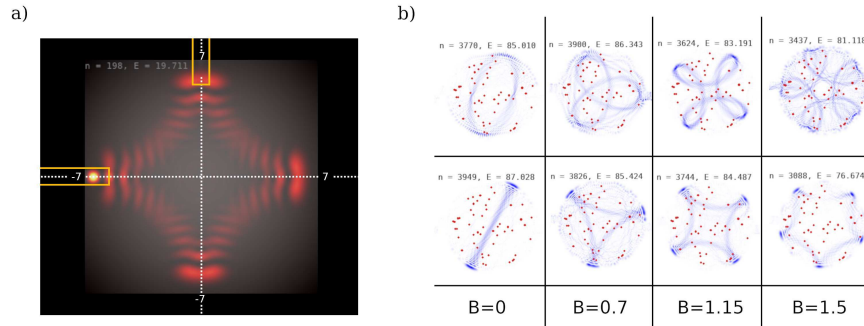 a)
b)
7
n = 198, E = 19.711
-7
7
-7
n = 3770, E = 85.010
n = 3900, E = 86.343
n = 3624, E = 83.191
n = 3437, E = 81.118
n = 3949, E = 87.028
n = 3826, E = 85.424
n = 3744, E = 84.487
n = 3088, E = 76.674
B=0
B=0.7
B=1.15
B=1.5